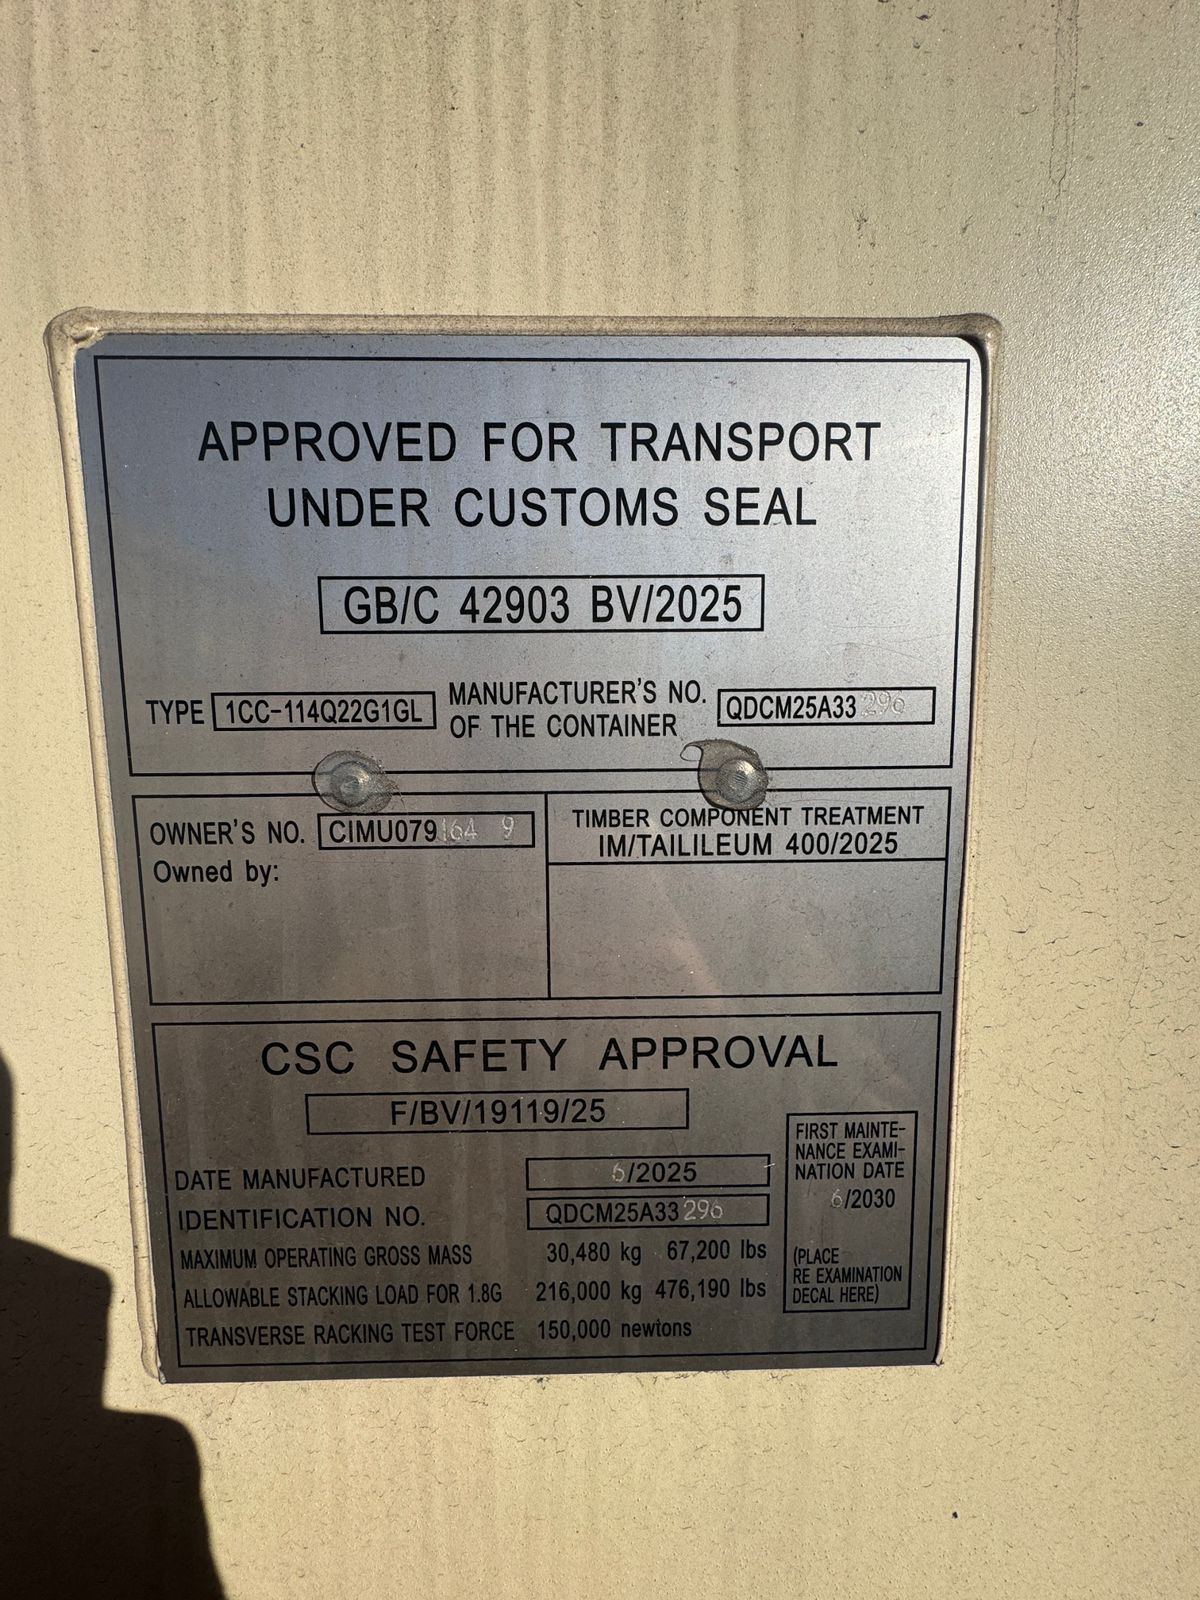 APPROVED FOR TRANSPORT
UNDER CUSTOMS SEAL
GB/C 42903 BV/2025
TYPE 1CC-114Q22G1GL MANUFACTURER'S NO. OF THE CONTAINER QDCM25A33296
OWNER'S NO. CIMU079164 9
Owned by:
TIMBER COMPONENT TREATMENT
IM/TAILILEUM 400/2025
CSC SAFETY APPROVAL
F/BV/19119/25
DATE MANUFACTURED 6/2025
IDENTIFICATION NO. QDCM25A33296
MAXIMUM OPERATING GROSS MASS 30,480 kg 67,200 lbs
ALLOWABLE STACKING LOAD FOR 1.8G 216,000 kg 476,190 lbs
TRANSVERSE RACKING TEST FORCE 150,000 newtons
FIRST MAINTE-
NANCE EXAMI-
NATION DATE
6/2030
(PLACE
RE EXAMINATION
DECAL HERE)